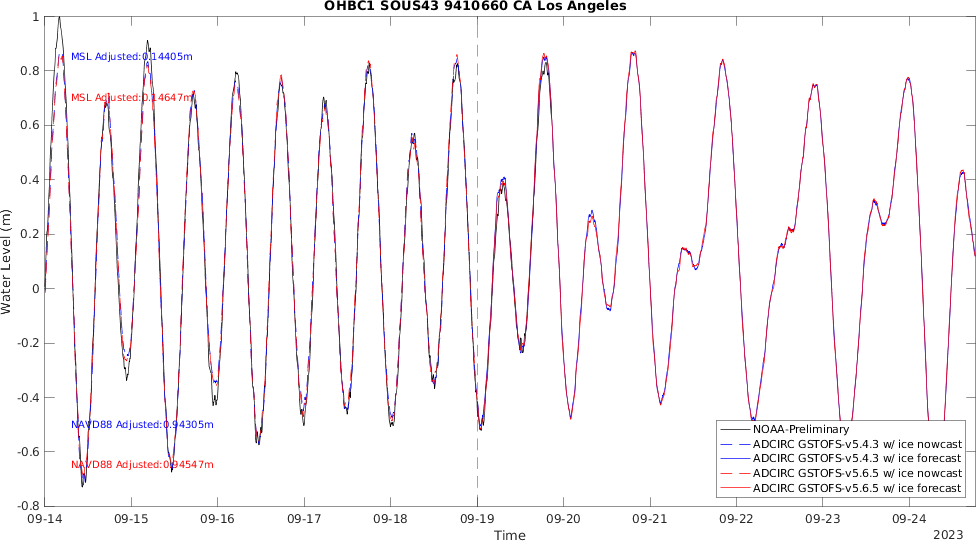 OHBC1 SOUS43 9410660 CA Los Angeles
1
MSL Adjusted:0.14405m
0.8
MSL Adjusted:0.14647m
0.6
0.4
0.2
Water Level (m)
0
-0.2
-0.4
NAVD88 Adjusted:0.94305m
NOAA-Preliminary
ADCIRC GSTOFS-v5.4.3 w/ ice nowcast
-0.6
NAVD88 Adjusted:0.94547m
ADCIRC GSTOFS-v5.4.3 w/ ice forecast
ADCIRC GSTOFS-v5.6.5 w/ ice nowcast
ADCIRC GSTOFS-v5.6.5 w/ ice forecast
-0.8
09-14 09-15 09-16 09-17 09-18 09-19 09-20 09-21 09-22 09-23 09-24
Time
2023